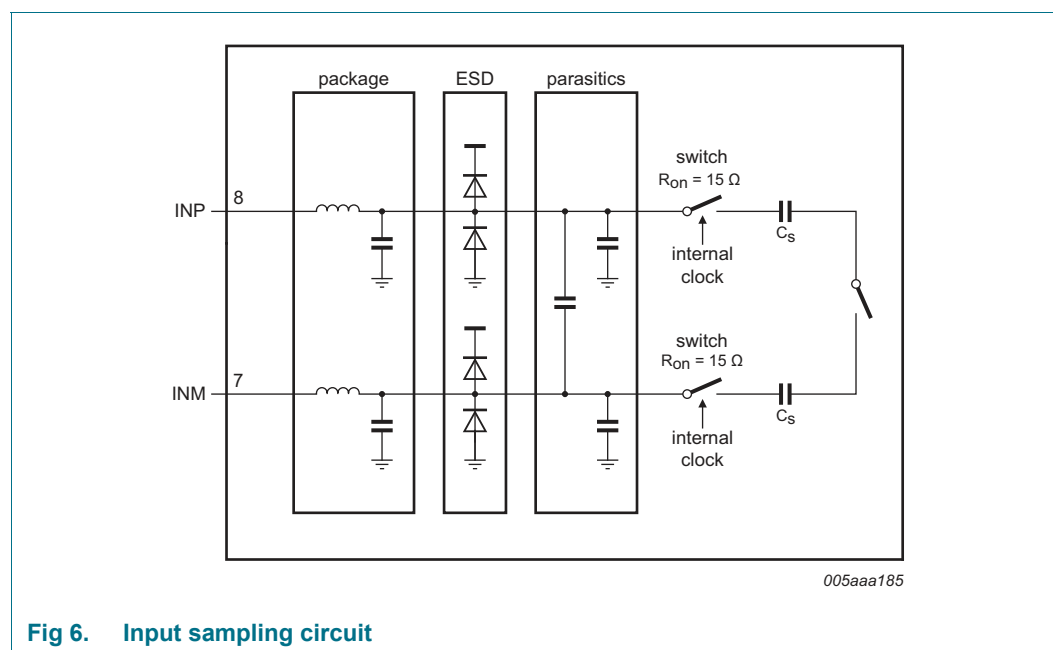 package
ESD
parasitics
switch
Ron = 15 Ω
INP
8
internal
clock
Cs
switch
Ron = 15 Ω
INM
7
internal
clock
Cs
005aaa185
Fig 6. Input sampling circuit